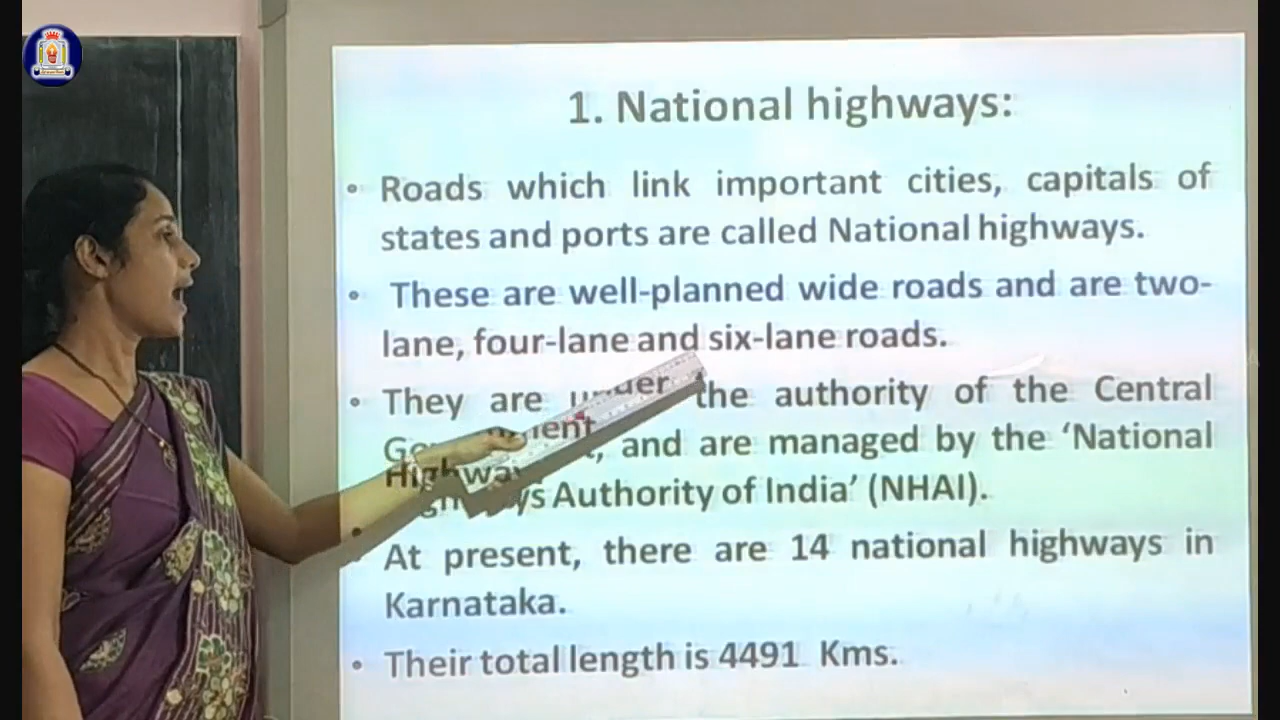 1. National highways:
• Roads which link important cities, capitals of
states and ports are called National highways.
• These are well-planned wide roads and are two-
lane, four-lane and six-lane roads.
• They are under the authority of the Central
Government, and are managed by the ‘National
Highways Authority of India’ (NHAI).
• At present, there are 14 national highways in
Karnataka.
• Their total length is 4491 Kms.